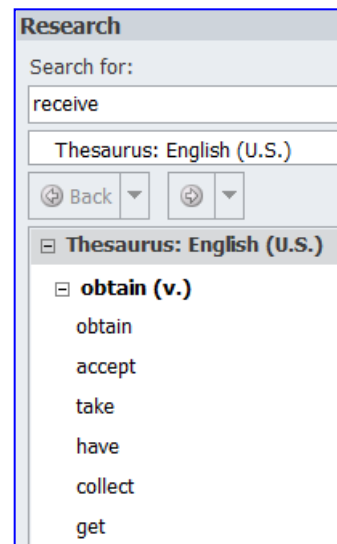 Research
Search for:
receive
Thesaurus: English (U.S.)
Back
Thesaurus: English (U.S.)
obtain (v.)
obtain
accept
take
have
collect
get